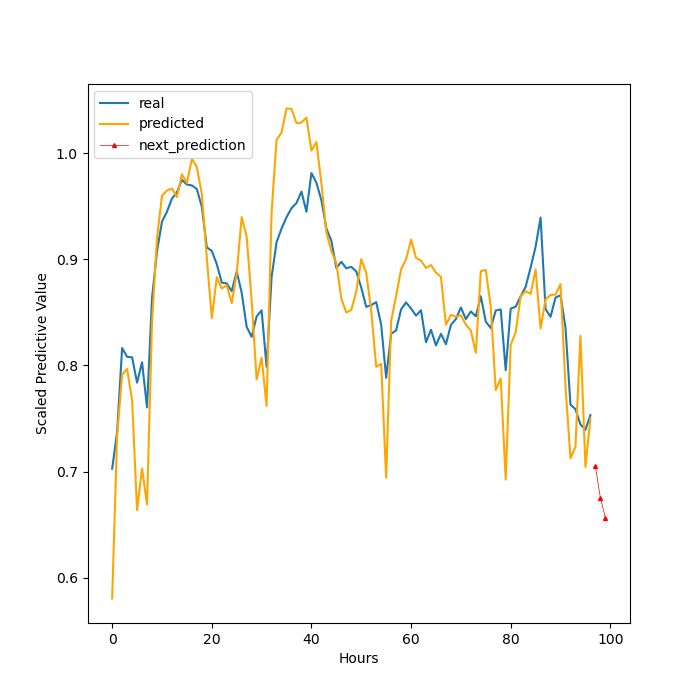 real
predicted
next_prediction
1.0
0.9
0.8
0.7
0.6
Scaled Predictive Value
0 20 40 60 80 100
Hours